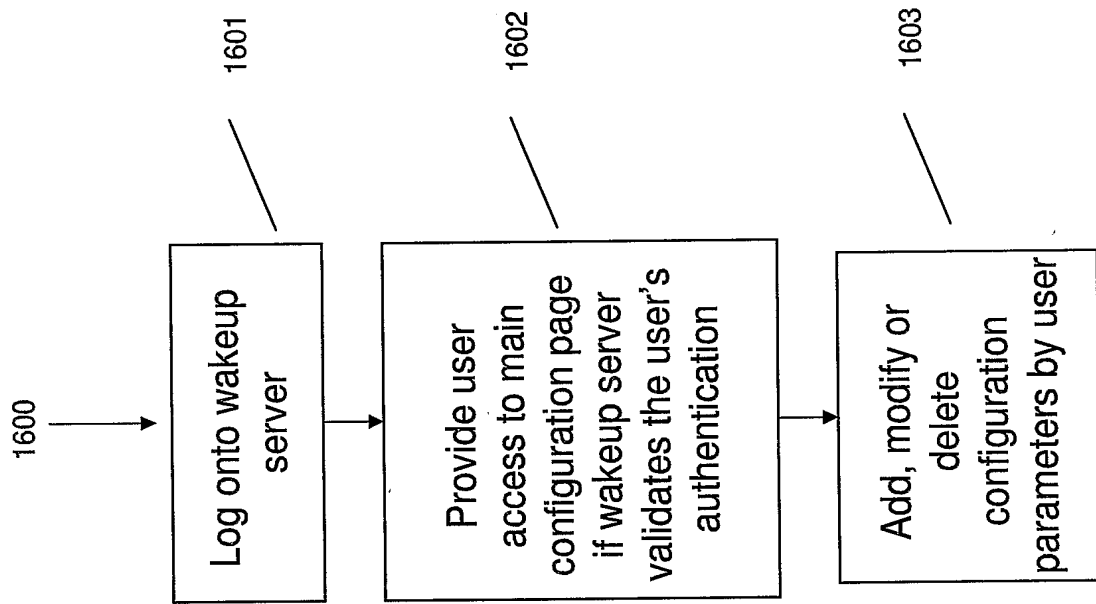 1600
Log onto wakeup
server
1601
Provide user
access to main
configuration page
if wakeup server
validates the user's
authentication
1602
Add, modify or
delete
configuration
parameters by user
1603